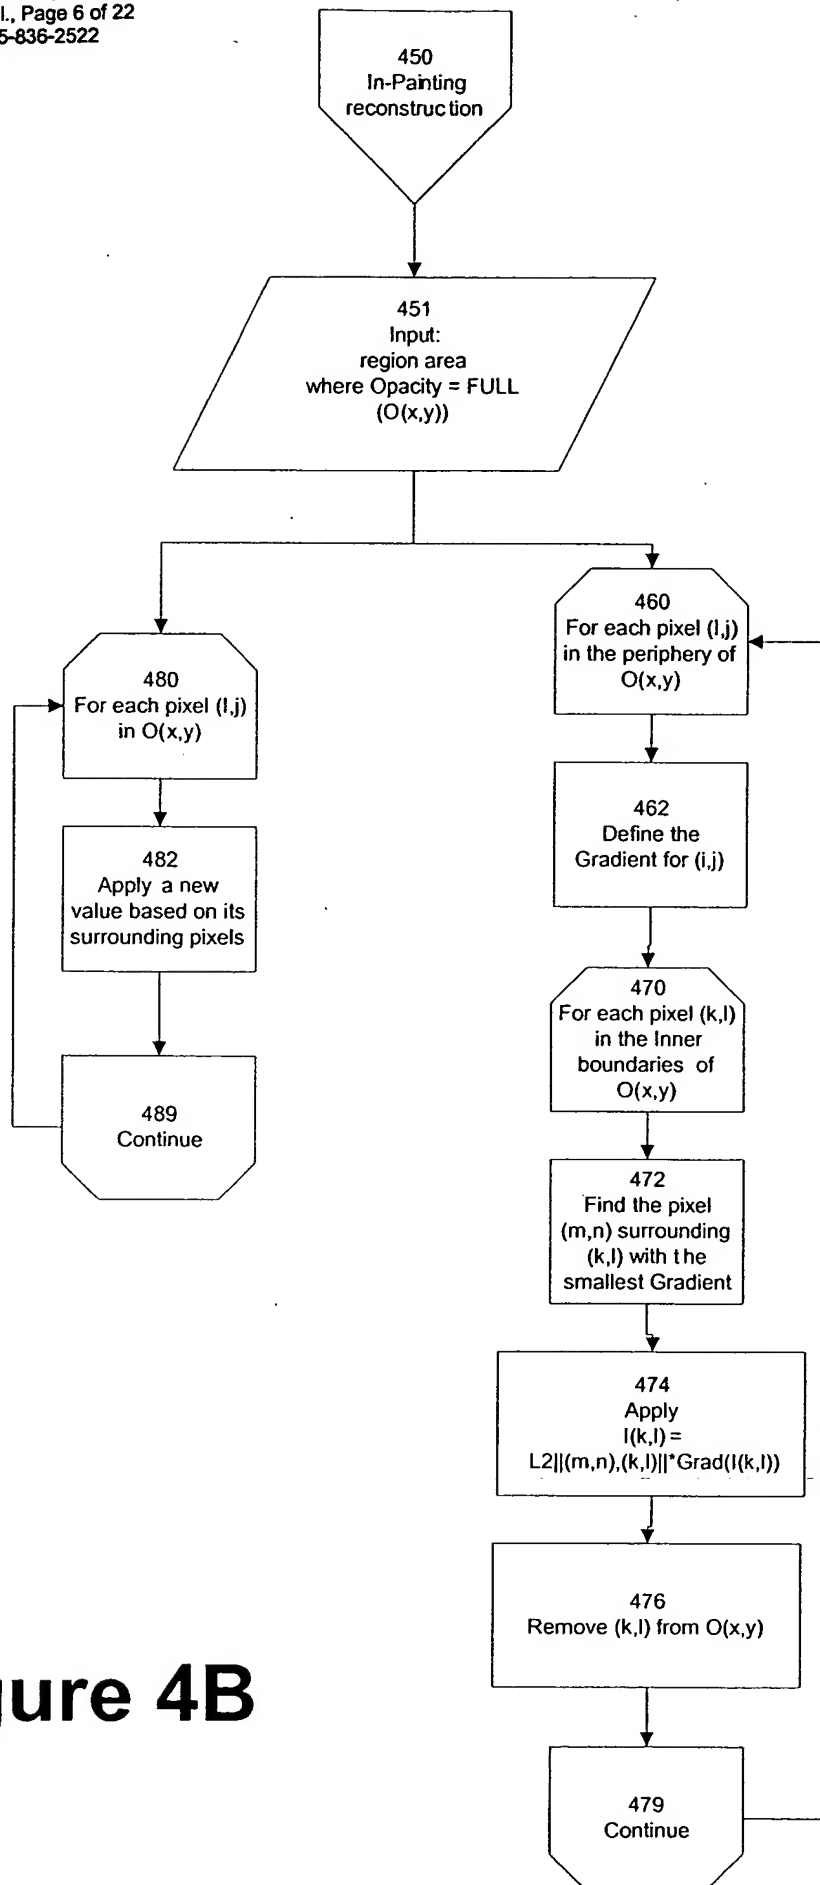 l., Page 6 of 22
5-836-2522
450
In-Painting
reconstruction
451
Input:
region area
where Opacity = FULL
(O(x,y))
480
For each pixel (I,j)
in O(x,y)
482
Apply a new
value based on its
surrounding pixels
489
Continue
460
For each pixel (I,j)
in the periphery of
O(x,y)
462
Define the
Gradient for (i,j)
470
For each pixel (k,l)
in the Inner
boundaries of
O(x,y)
472
Find the pixel
(m,n) surrounding
(k,l) with the
smallest Gradient
474
Apply
I(k,l) =
L2||(m,n),(k,l)||*Grad(I(k,l))
476
Remove (k,l) from O(x,y)
479
Continue
gure 4B